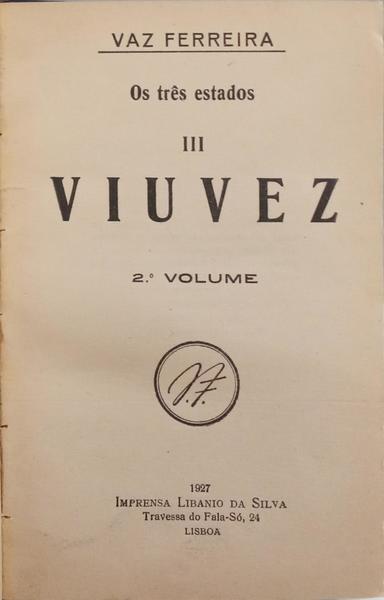 VAZ FERREIRA
Os três estados
III
VIUVEZ
2.º VOLUME
V.F.
1927
IMPRENSA LIBANIO DA SILVA
Travessa do Fala-Só, 24
LISBOA